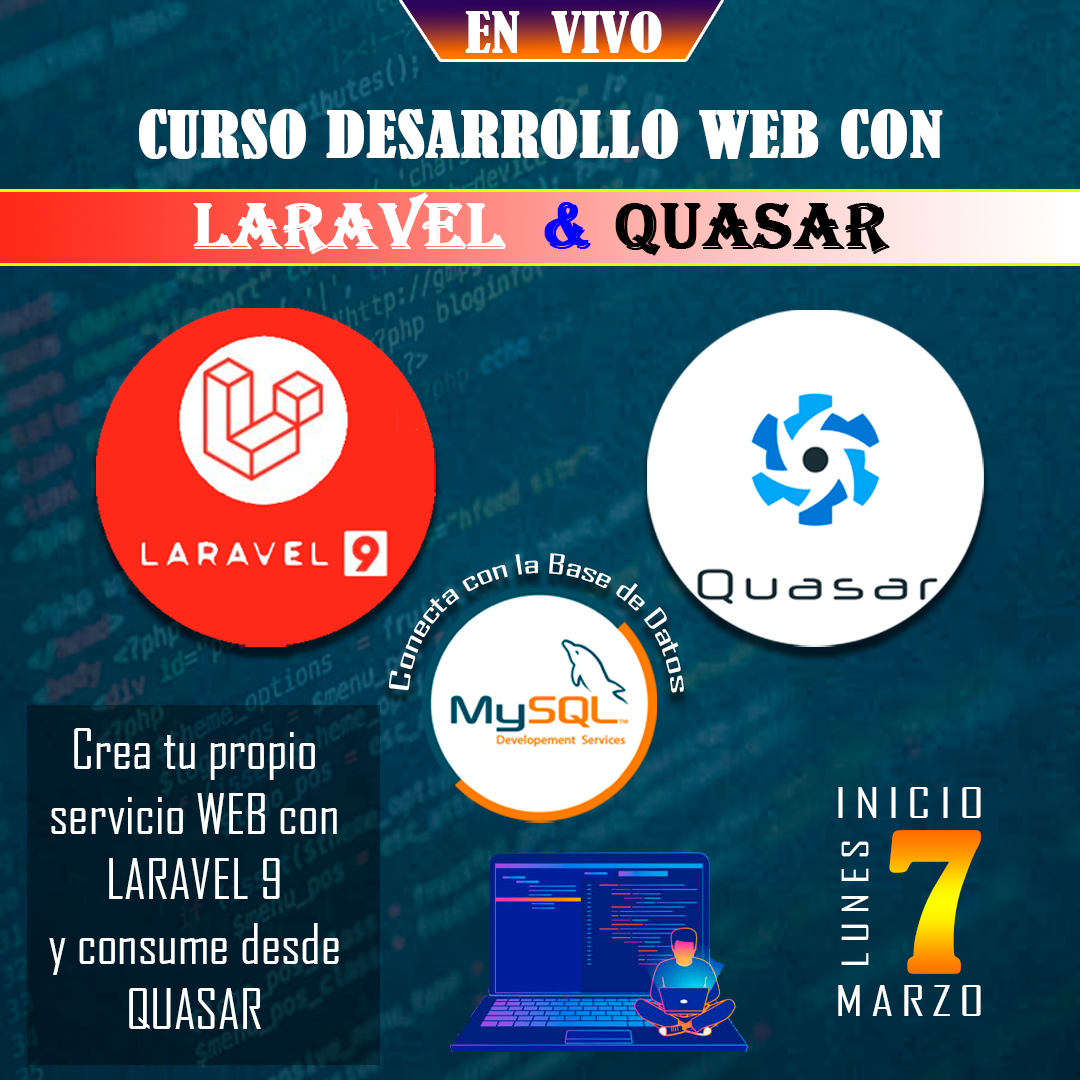 EN VIVO
CURSO DESARROLLO WEB CON
LARAVEL & QUASAR
LARAVEL 9
Quasar
Conecta con la Base de Datos
MySQL™
Developement Services
Crea tu propio
servicio WEB con
LARAVEL 9
y consume desde
QUASAR
INICIO
LUNES
7
MARZO